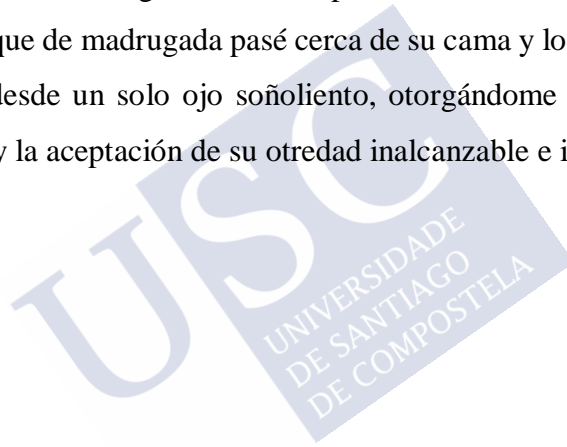 que de madrugada pasé cerca de su cama y lo
desde un solo ojo soñoliento, otorgándome
y la aceptación de su otredad inalcanzable e i
USC
UNIVERSIDADE
DE SANTIAGO
DE COMPOSTELA